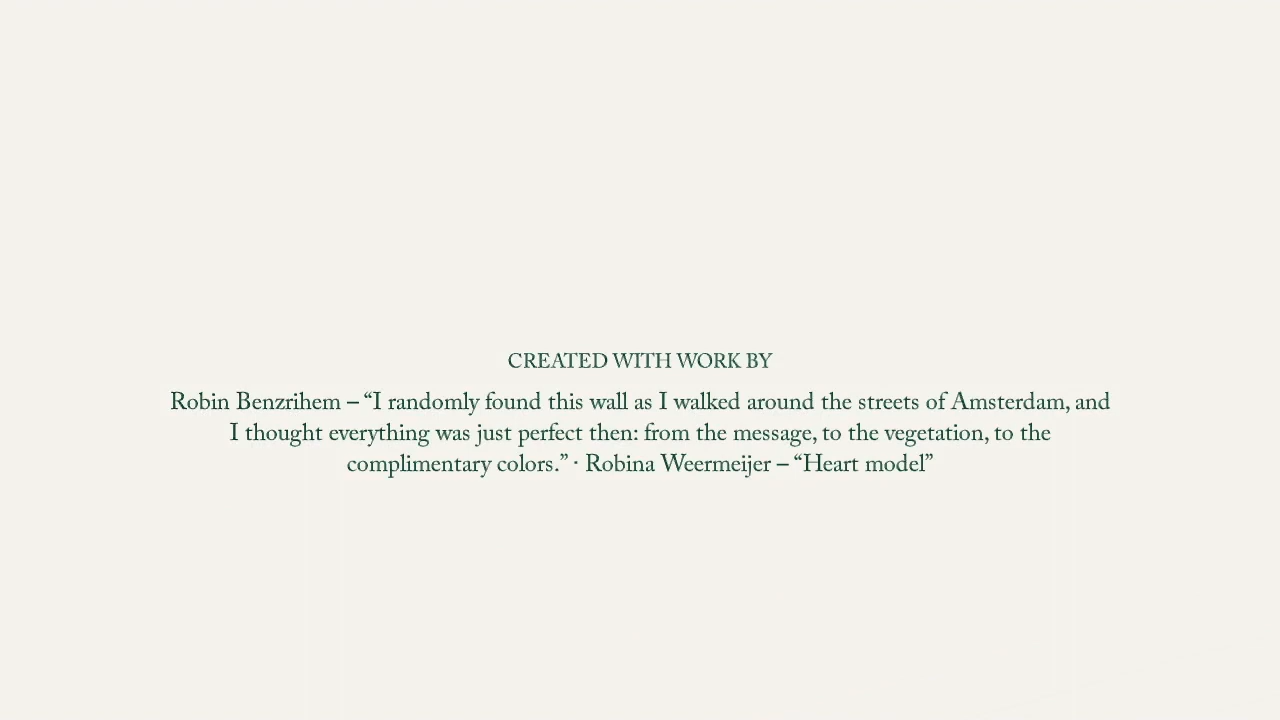 CREATED WITH WORK BY
Robin Benzrihem – “I randomly found this wall as I walked around the streets of Amsterdam, and
I thought everything was just perfect then: from the message, to the vegetation, to the
complimentary colors.” · Robina Weermeijer – “Heart model”